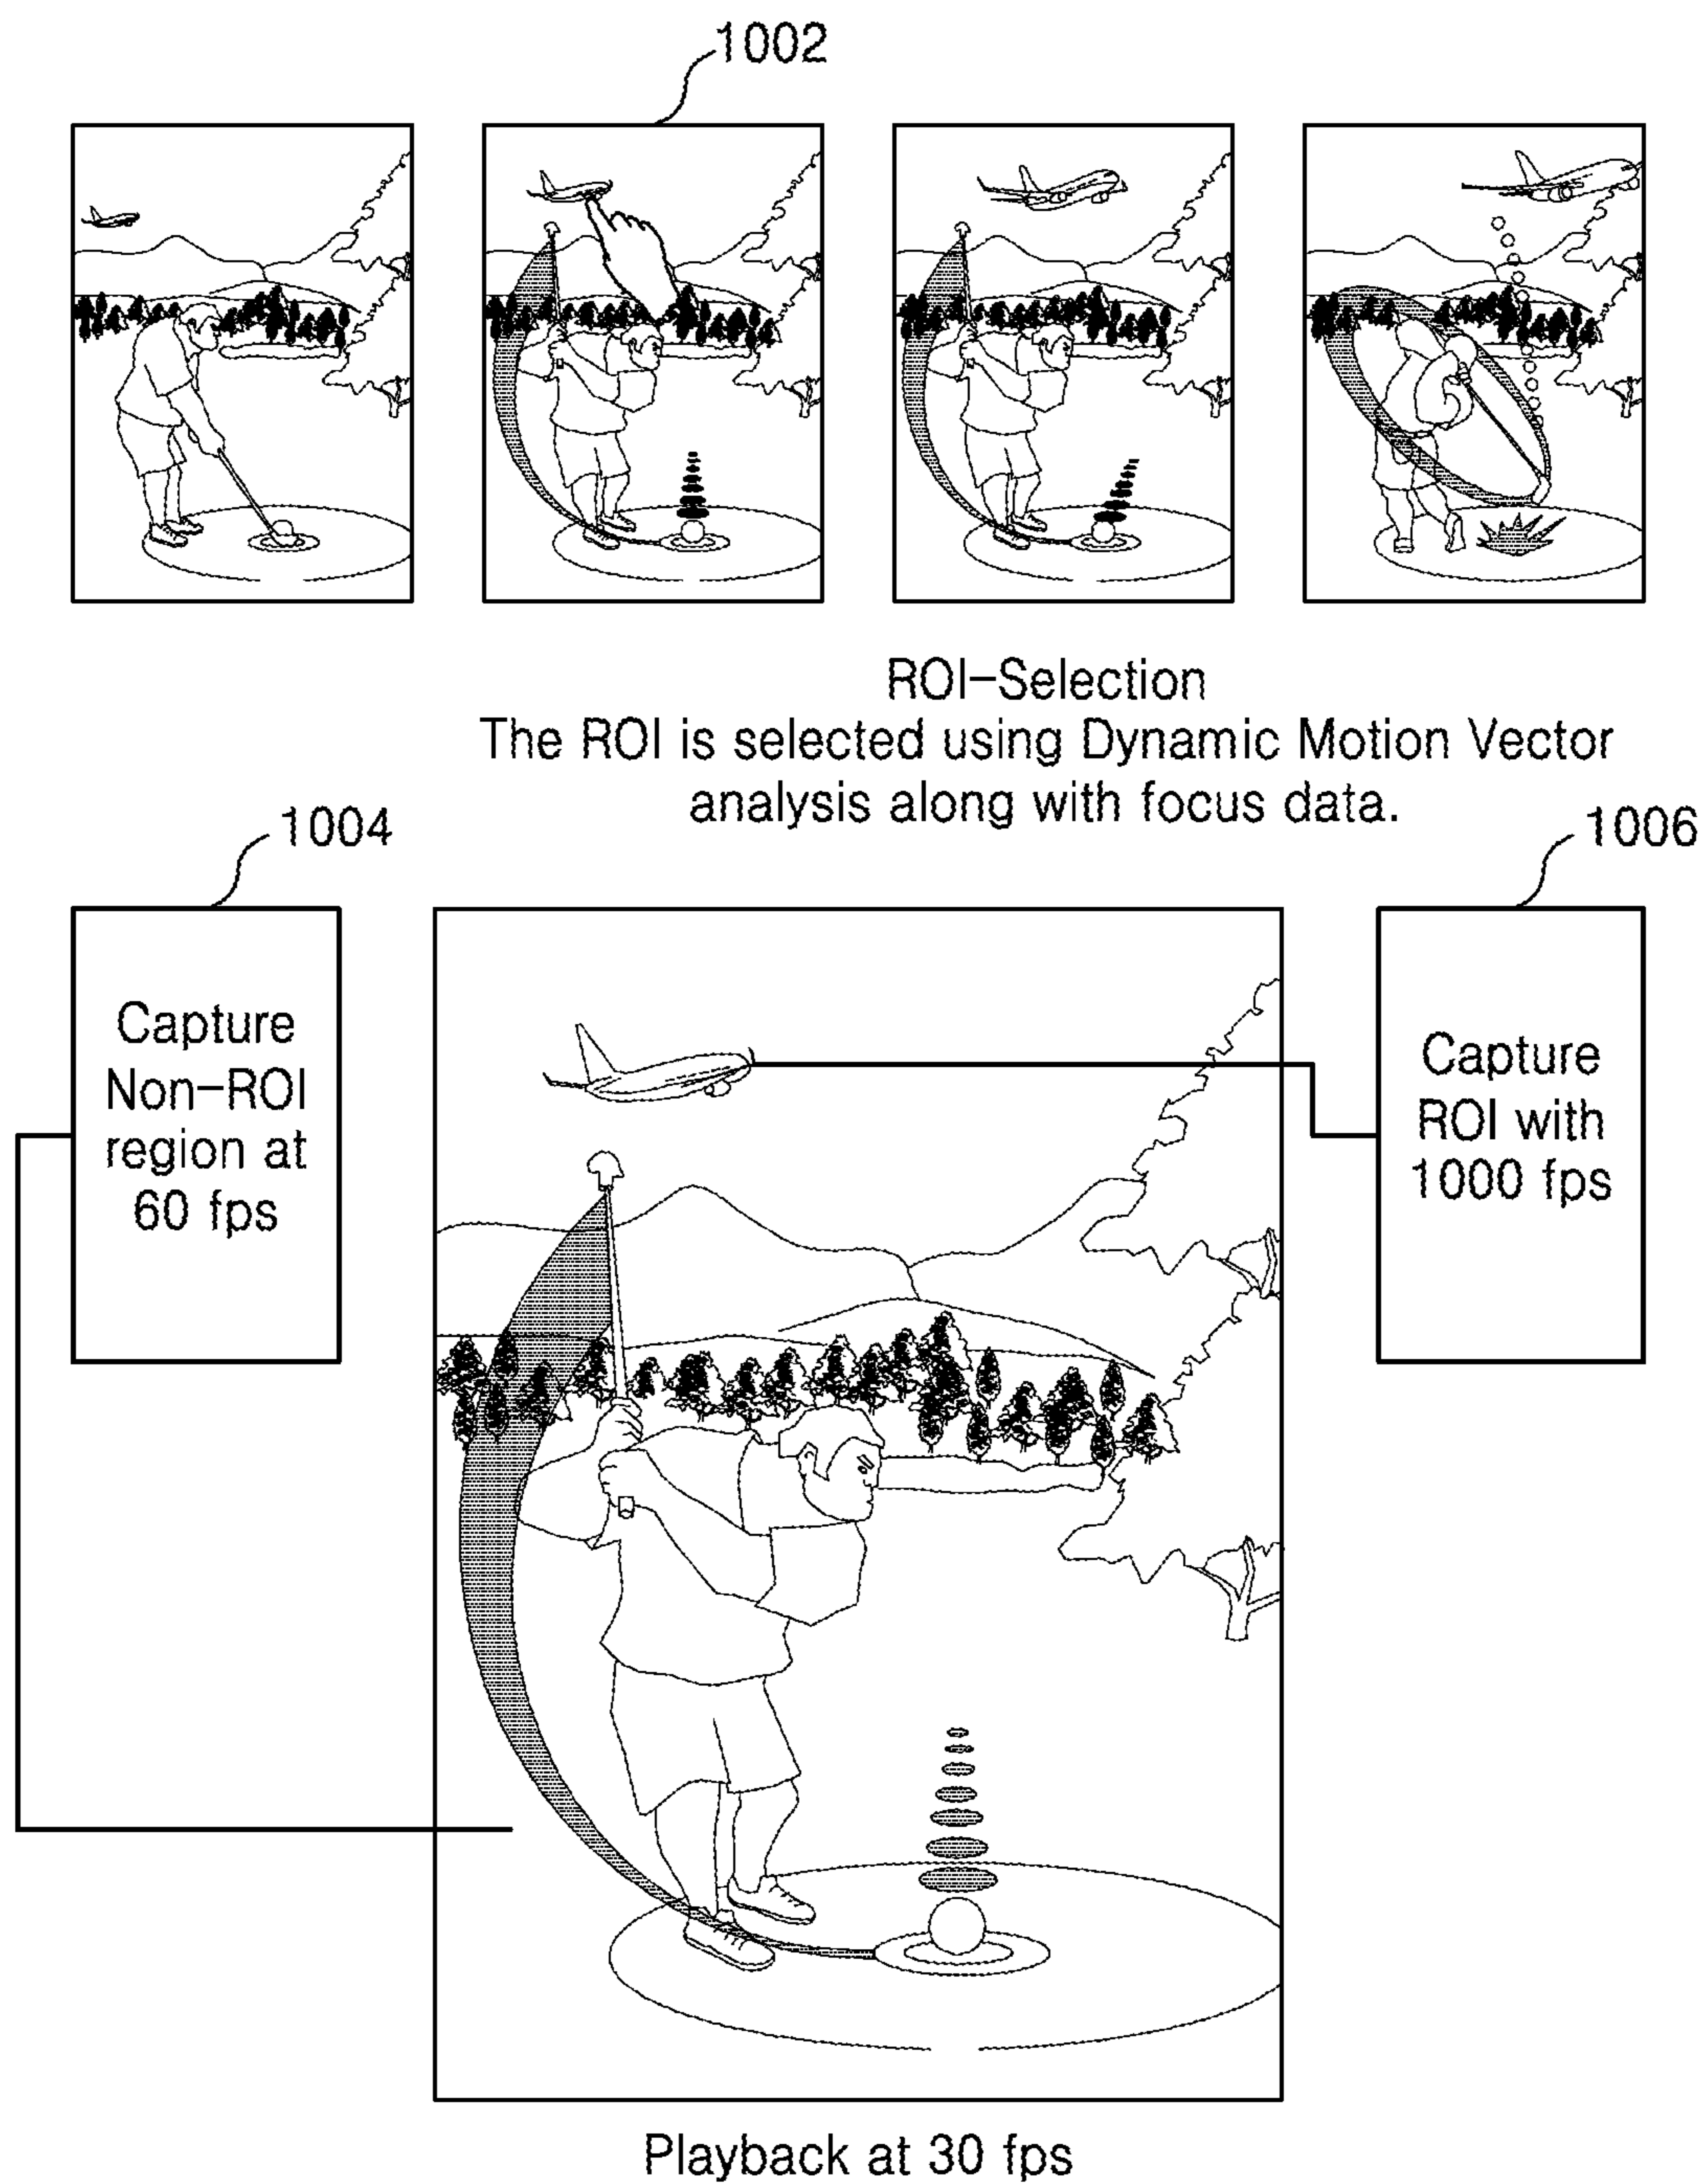 1002
ROI-Selection
The ROI is selected using Dynamic Motion Vector
analysis along with focus data.
1004
1006
Capture
Non-ROI
region at
60 fps
Capture
ROI with
1000 fps
Playback at 30 fps